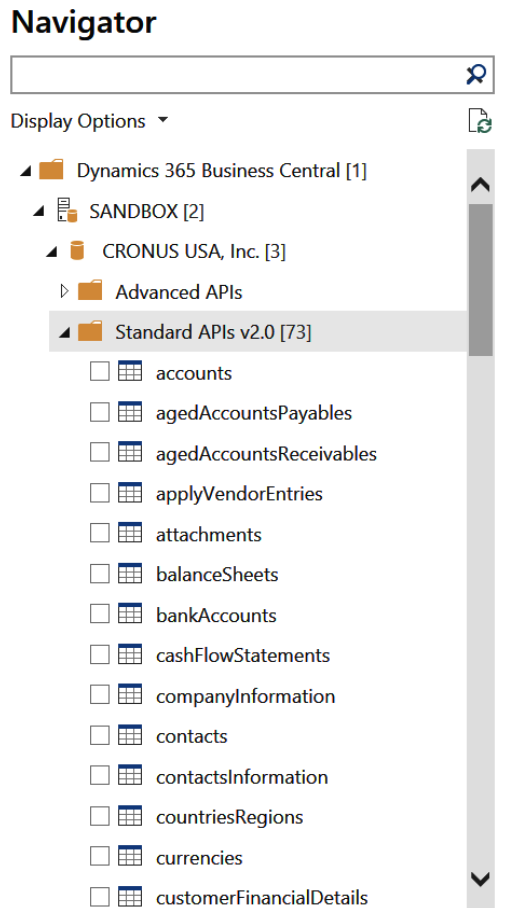 Navigator
Display Options
Dynamics 365 Business Central [1]
SANDBOX [2]
CRONUS USA, Inc. [3]
Advanced APIs
Standard APIs v2.0 [73]
accounts
agedAccountsPayables
agedAccountsReceivables
applyVendorEntries
attachments
balanceSheets
bankAccounts
cashFlowStatements
companyInformation
contacts
contactsInformation
countriesRegions
currencies
customerFinancialDetails